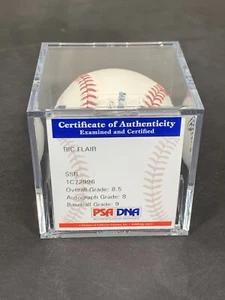 Certificate of Authenticity
Examined and Certified
RIC FLAIR
SSB
Overall Grade: 8.5
Autograph Grade: 8
Baseball Grade: 9
PSA DNA